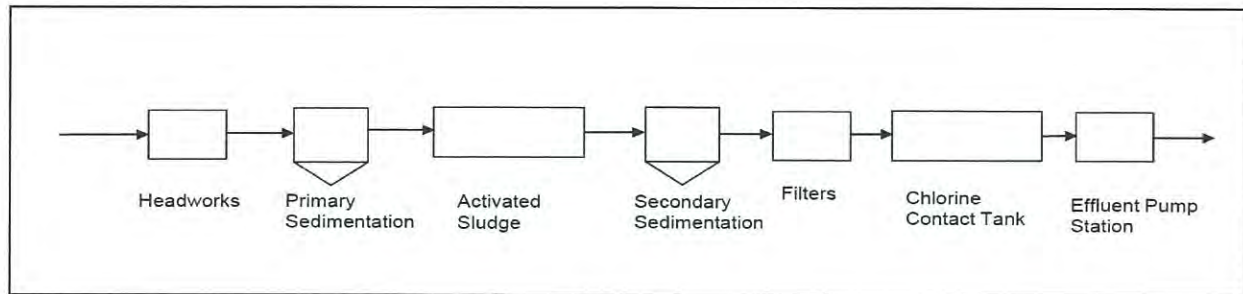 Headworks
Primary
Sedimentation
Activated
Sludge
Secondary
Sedimentation
Filters
Chlorine
Contact Tank
Effluent Pump
Station